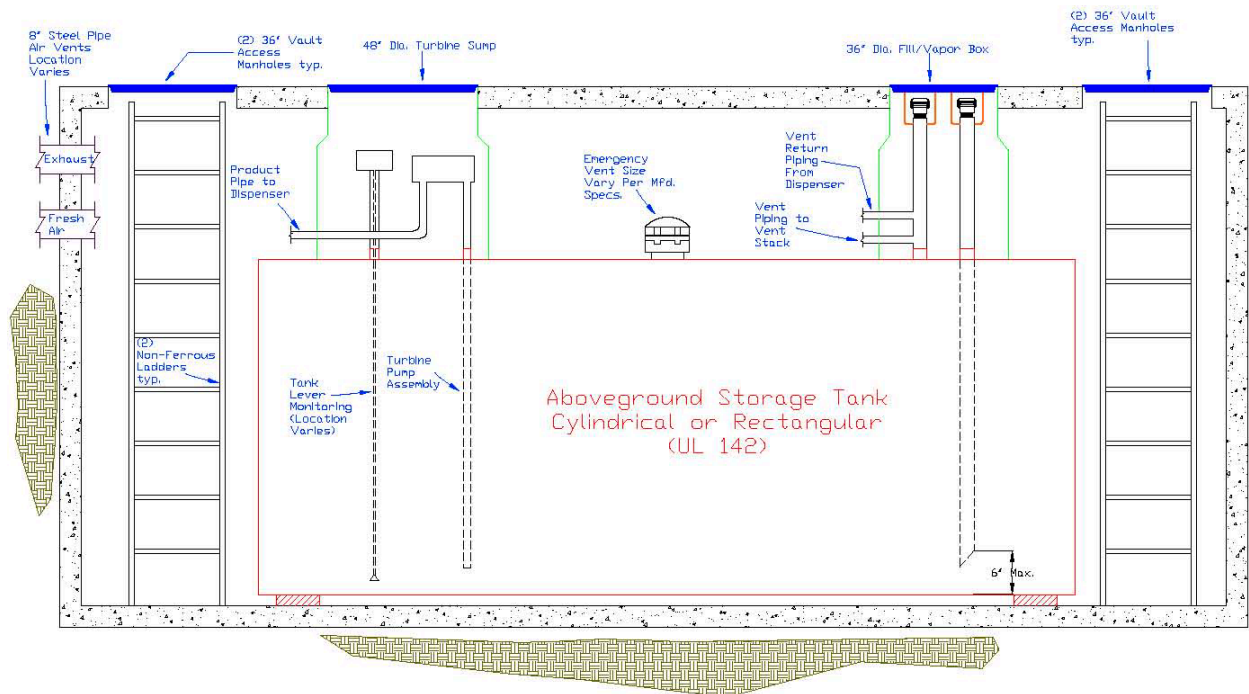 8" Steel Pipe
Air Vents
Location
Varies
(2) 36" Vault
Access
Manholes typ.
48" Dia. Turbine Sump
36" Dia. Fill/Vapor Box
(2) 36" Vault
Access Manholes
typ.
Exhaust
Fresh
Air
Product
Pipe to
Dispenser
Emergency
Vent Size
Vary Per Mfd.
Specs.
Vent
Return
Piping
From
Dispenser
Vent
Piping to
Vent
Stack
(2)
Non-Ferrous
Ladders
typ.
Tank
Lever
Monitoring
(Location
Varies)
Turbine
Pump
Assembly
Aboveground Storage Tank
Cylindrical or Rectangular
(UL 142)
6" Max.